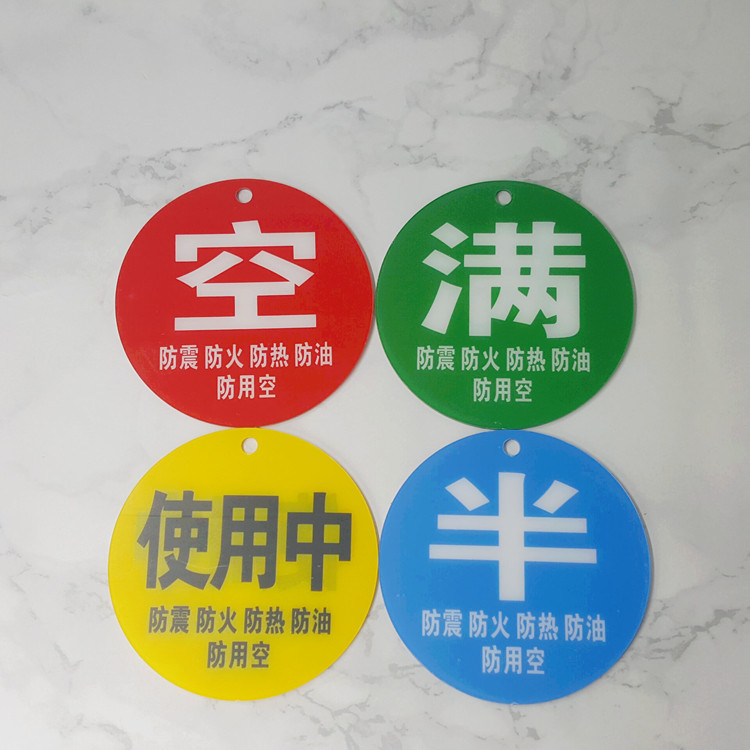 空
防震 防火 防热 防油
防用空
满
防震 防火 防热 防油
防用空
使用中
防震 防火 防热 防油
防用空
半
防震 防火 防热 防油
防用空